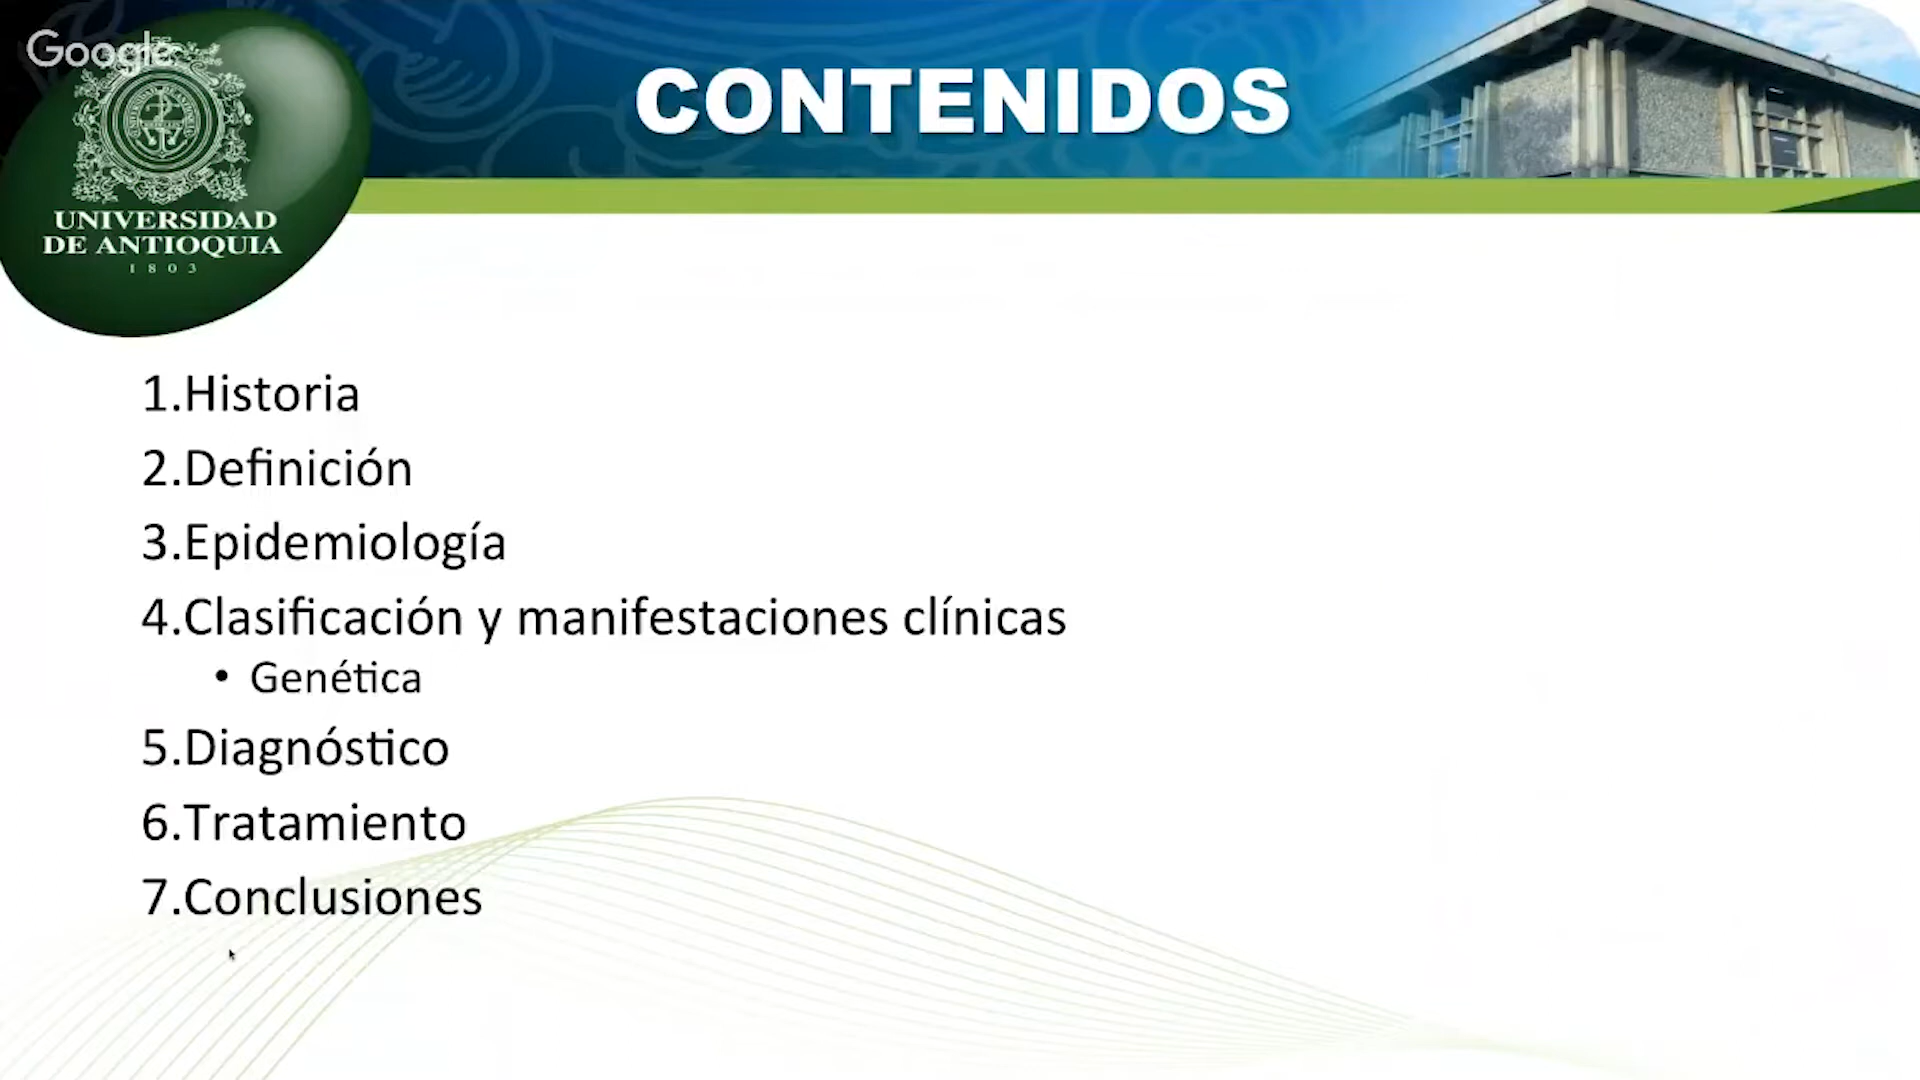 Google
CONTENIDOS
UNIVERSIDAD
DE ANTIOQUIA
1803
1.Historia
2.Definición
3.Epidemiología
4.Clasificación y manifestaciones clínicas
• Genética
5.Diagnóstico
6.Tratamiento
7.Conclusiones